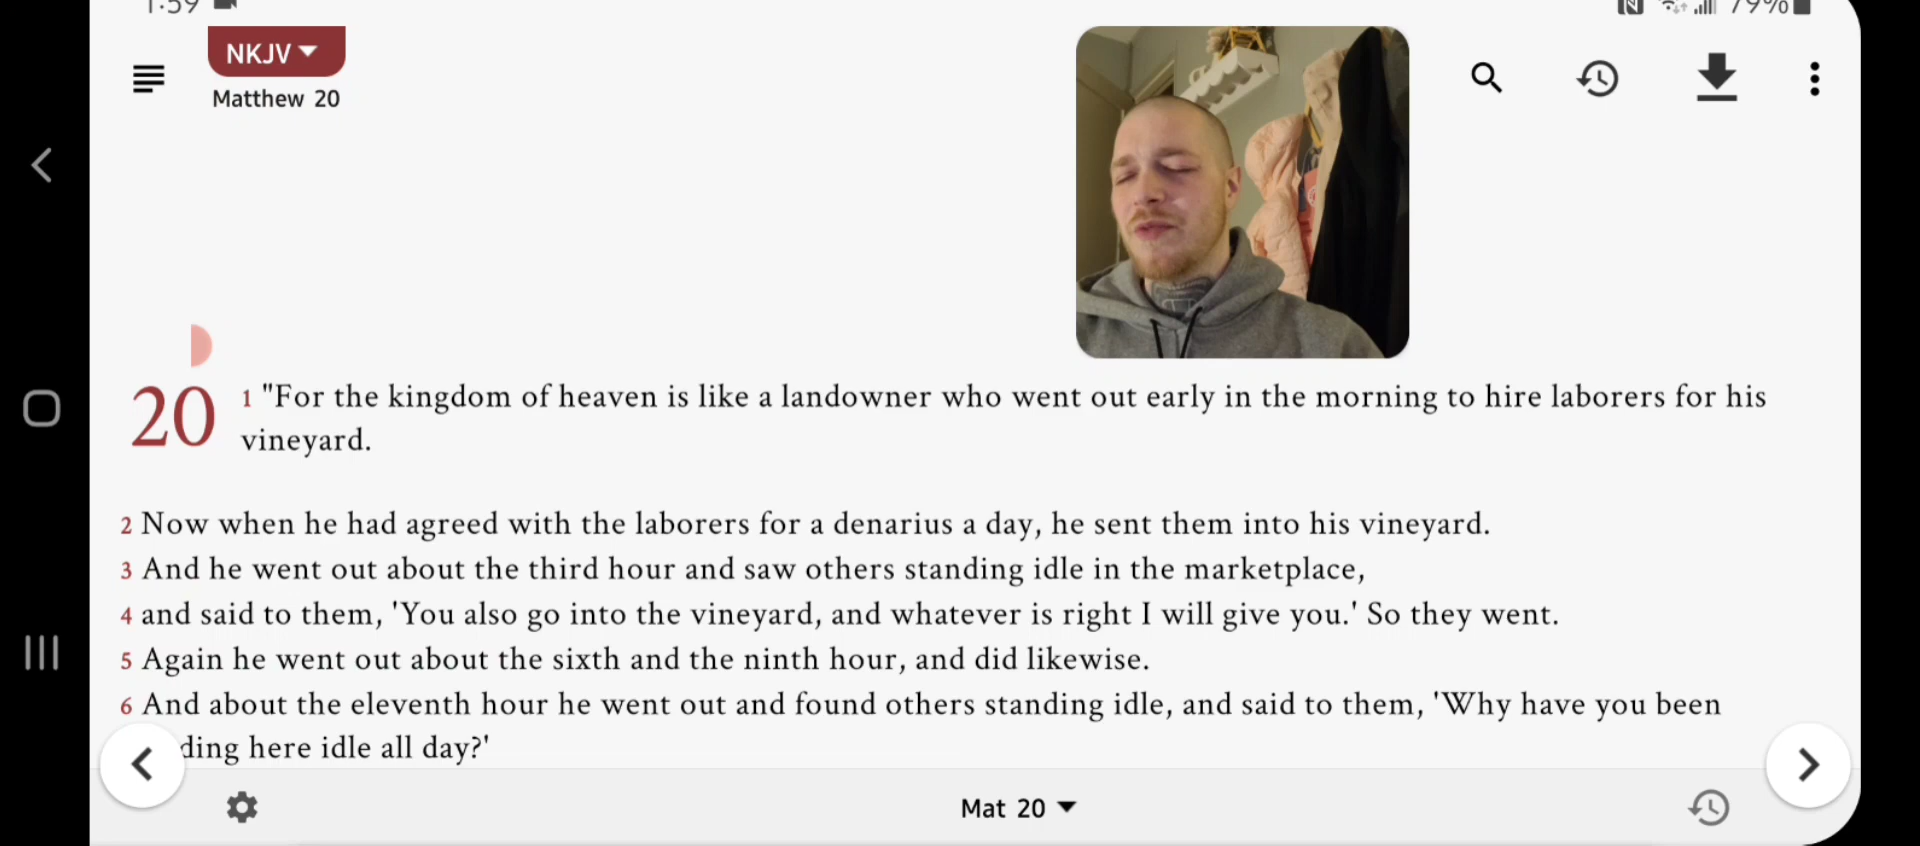 1:59 79%
NKJV
Matthew 20
20 1 "For the kingdom of heaven is like a landowner who went out early in the morning to hire laborers for his
vineyard.
2 Now when he had agreed with the laborers for a denarius a day, he sent them into his vineyard.
3 And he went out about the third hour and saw others standing idle in the marketplace,
4 and said to them, 'You also go into the vineyard, and whatever is right I will give you.' So they went.
5 Again he went out about the sixth and the ninth hour, and did likewise.
6 And about the eleventh hour he went out and found others standing idle, and said to them, 'Why have you been
ding here idle all day?'
Mat 20